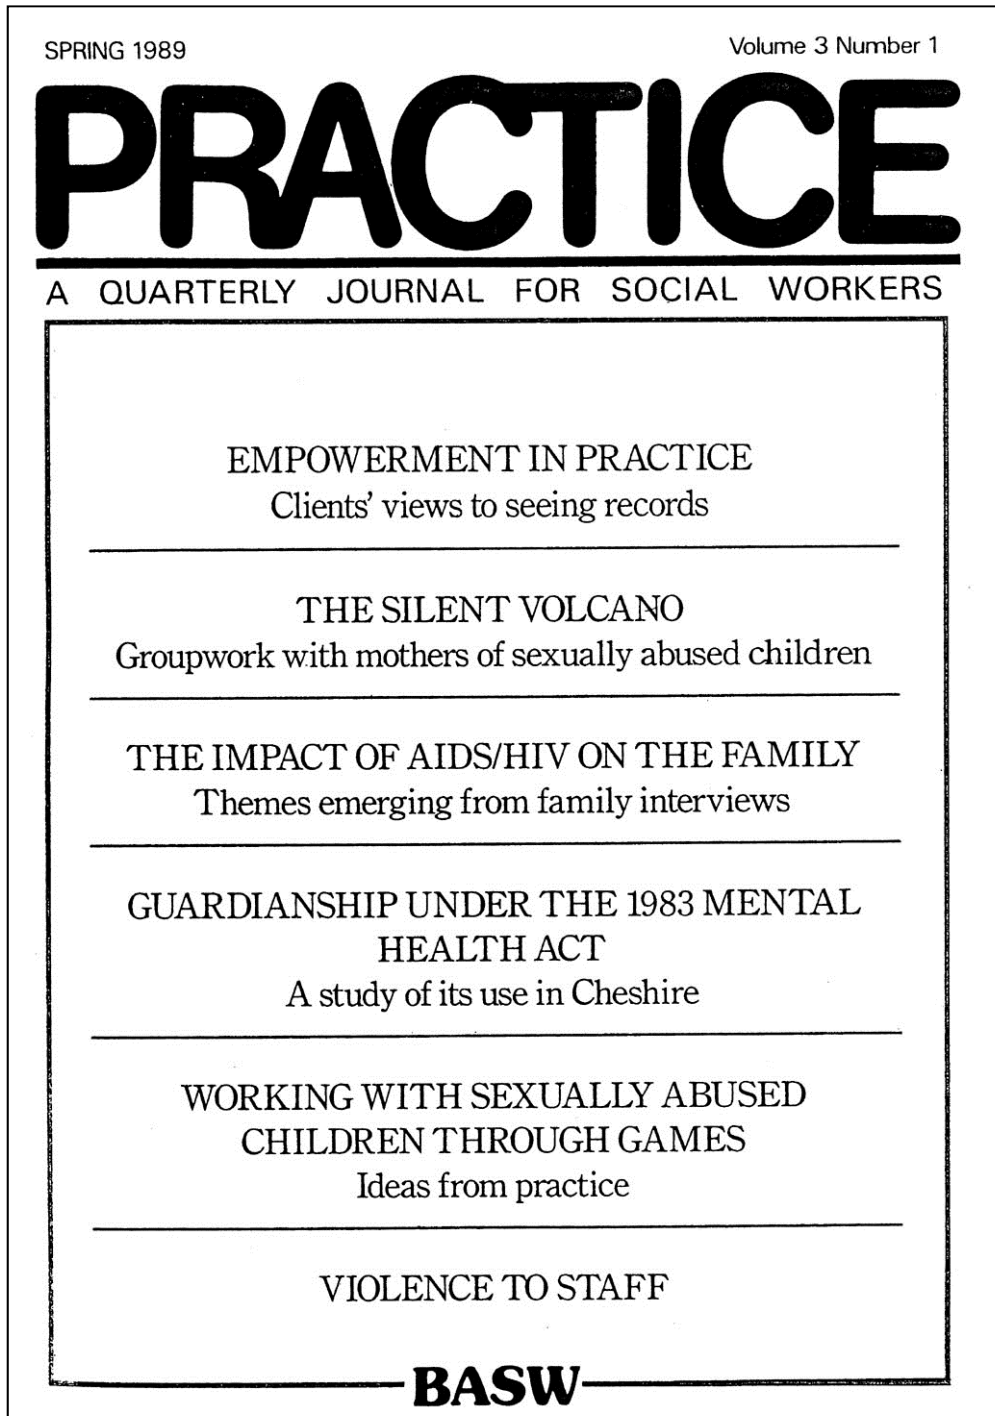 SPRING 1989
Volume 3 Number 1
PRACTICE
A QUARTERLY JOURNAL FOR SOCIAL WORKERS
EMPOWERMENT IN PRACTICE
Clients' views to seeing records
THE SILENT VOLCANO
Groupwork with mothers of sexually abused children
THE IMPACT OF AIDS/HIV ON THE FAMILY
Themes emerging from family interviews
GUARDIANSHIP UNDER THE 1983 MENTAL
HEALTH ACT
A study of its use in Cheshire
WORKING WITH SEXUALLY ABUSED
CHILDREN THROUGH GAMES
Ideas from practice
VIOLENCE TO STAFF
BASW